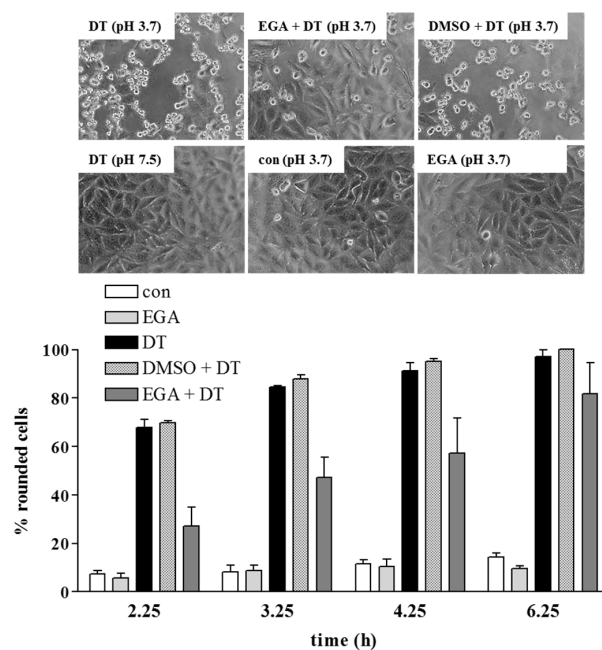 DT (pH 3.7) EGA + DT (pH 3.7) DMSO + DT (pH 3.7)
DT (pH 7.5) con (pH 3.7) EGA (pH 3.7)
con
EGA
DT
DMSO + DT
EGA + DT
% rounded cells
100
80
60
40
20
0
2.25 3.25 4.25 6.25
time (h)